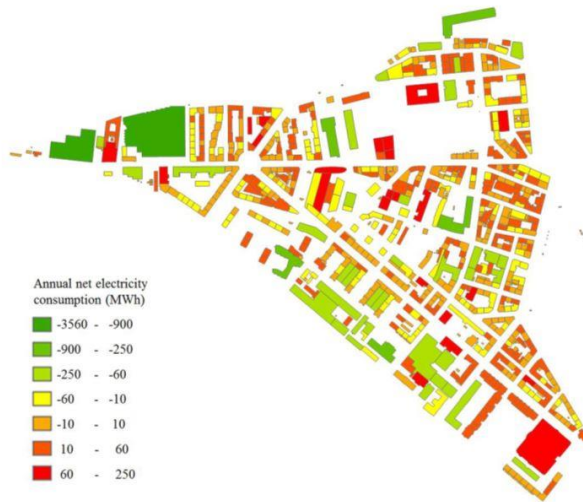 Annual net electricity
consumption (MWh)
-3560 - -900
-900 - -250
-250 - -60
-60 - -10
-10 - 10
10 - 60
60 - 250